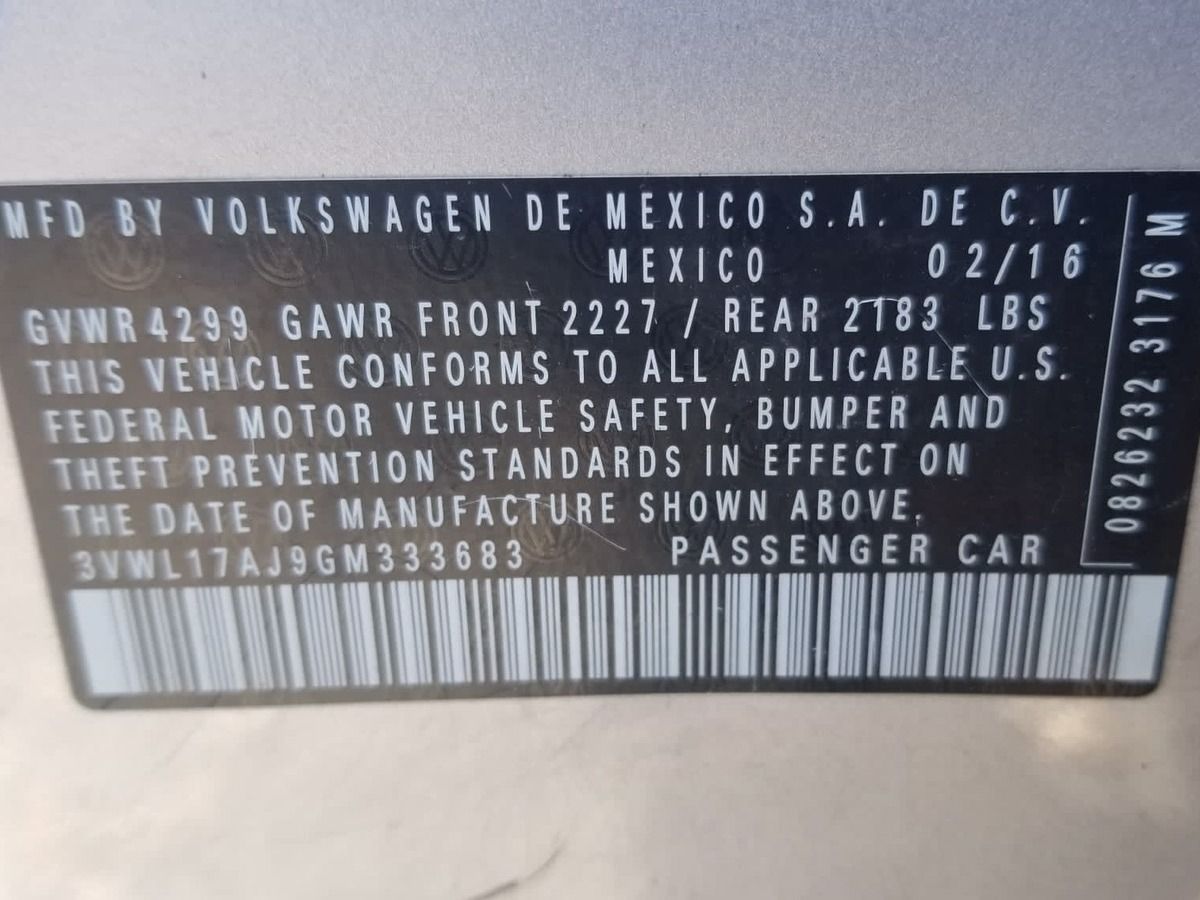 MFD BY VOLKSWAGEN DE MEXICO S.A. DE C.V.
MEXICO 02/16
GVWR 4299 GAWR FRONT 2227 / REAR 2183 LBS
THIS VEHICLE CONFORMS TO ALL APPLICABLE U.S.
FEDERAL MOTOR VEHICLE SAFETY, BUMPER AND
THEFT PREVENTION STANDARDS IN EFFECT ON
THE DATE OF MANUFACTURE SHOWN ABOVE.
3VWL17AJ9GM333683 PASSENGER CAR
0826232 3176 M